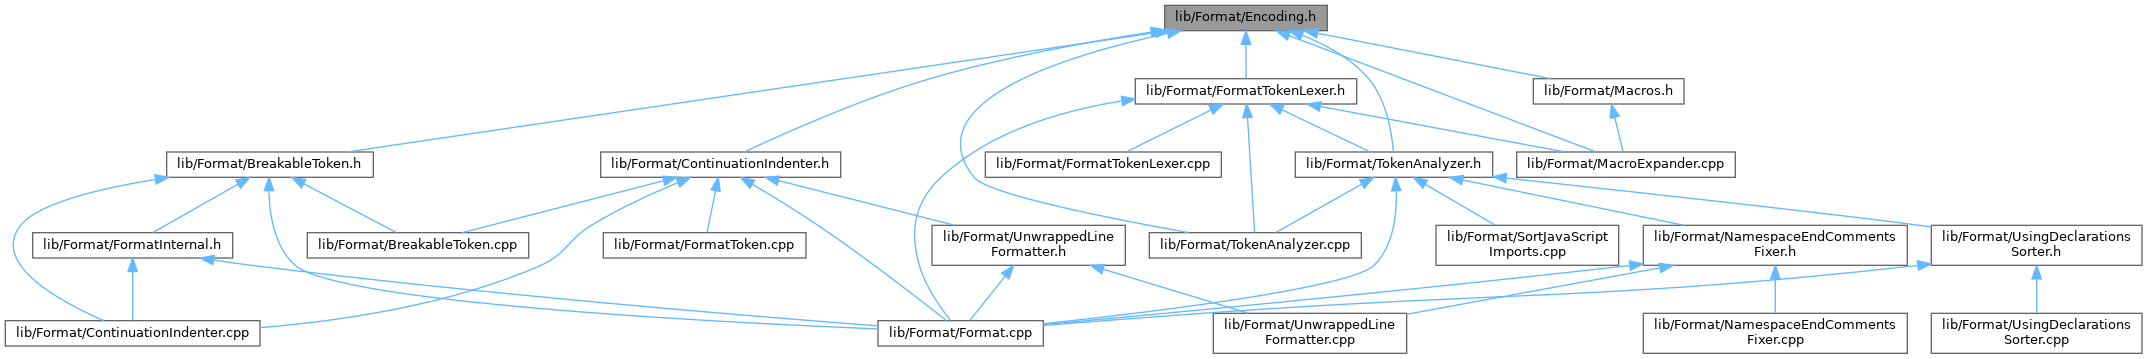 lib/Format/Encoding.h
lib/Format/FormatTokenLexer.h
lib/Format/Macros.h
lib/Format/BreakableToken.h
lib/Format/ContinuationIndenter.h
lib/Format/FormatTokenLexer.cpp
lib/Format/TokenAnalyzer.h
lib/Format/MacroExpander.cpp
lib/Format/FormatInternal.h
lib/Format/BreakableToken.cpp
lib/Format/FormatToken.cpp
lib/Format/UnwrappedLine
Formatter.h
lib/Format/TokenAnalyzer.cpp
lib/Format/SortJavaScript
Imports.cpp
lib/Format/NamespaceEndComments
Fixer.h
lib/Format/UsingDeclarations
Sorter.h
lib/Format/ContinuationIndenter.cpp
lib/Format/Format.cpp
lib/Format/UnwrappedLine
Formatter.cpp
lib/Format/NamespaceEndComments
Fixer.cpp
lib/Format/UsingDeclarations
Sorter.cpp